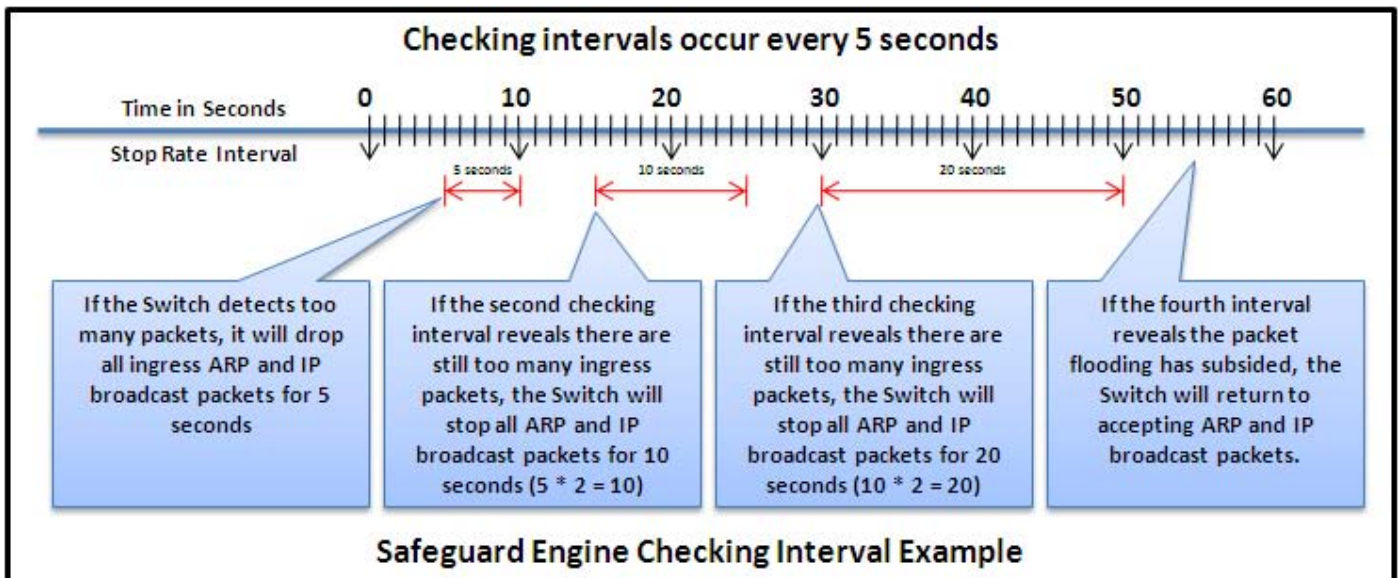 Checking intervals occur every 5 seconds
Time in Seconds
0 10 20 30 40 50 60
Stop Rate Interval
5 seconds
10 seconds
20 seconds
If the Switch detects too
many packets, it will drop
all ingress ARP and IP
broadcast packets for 5
seconds
If the second checking
interval reveals there are
still too many ingress
packets, the Switch will
stop all ARP and IP
broadcast packets for 10
seconds (5 * 2 = 10)
If the third checking
interval reveals there are
still too many ingress
packets, the Switch will
stop all ARP and IP
broadcast packets for 20
seconds (10 * 2 = 20)
If the fourth interval
reveals the packet
flooding has subsided, the
Switch will return to
accepting ARP and IP
broadcast packets.
Safeguard Engine Checking Interval Example